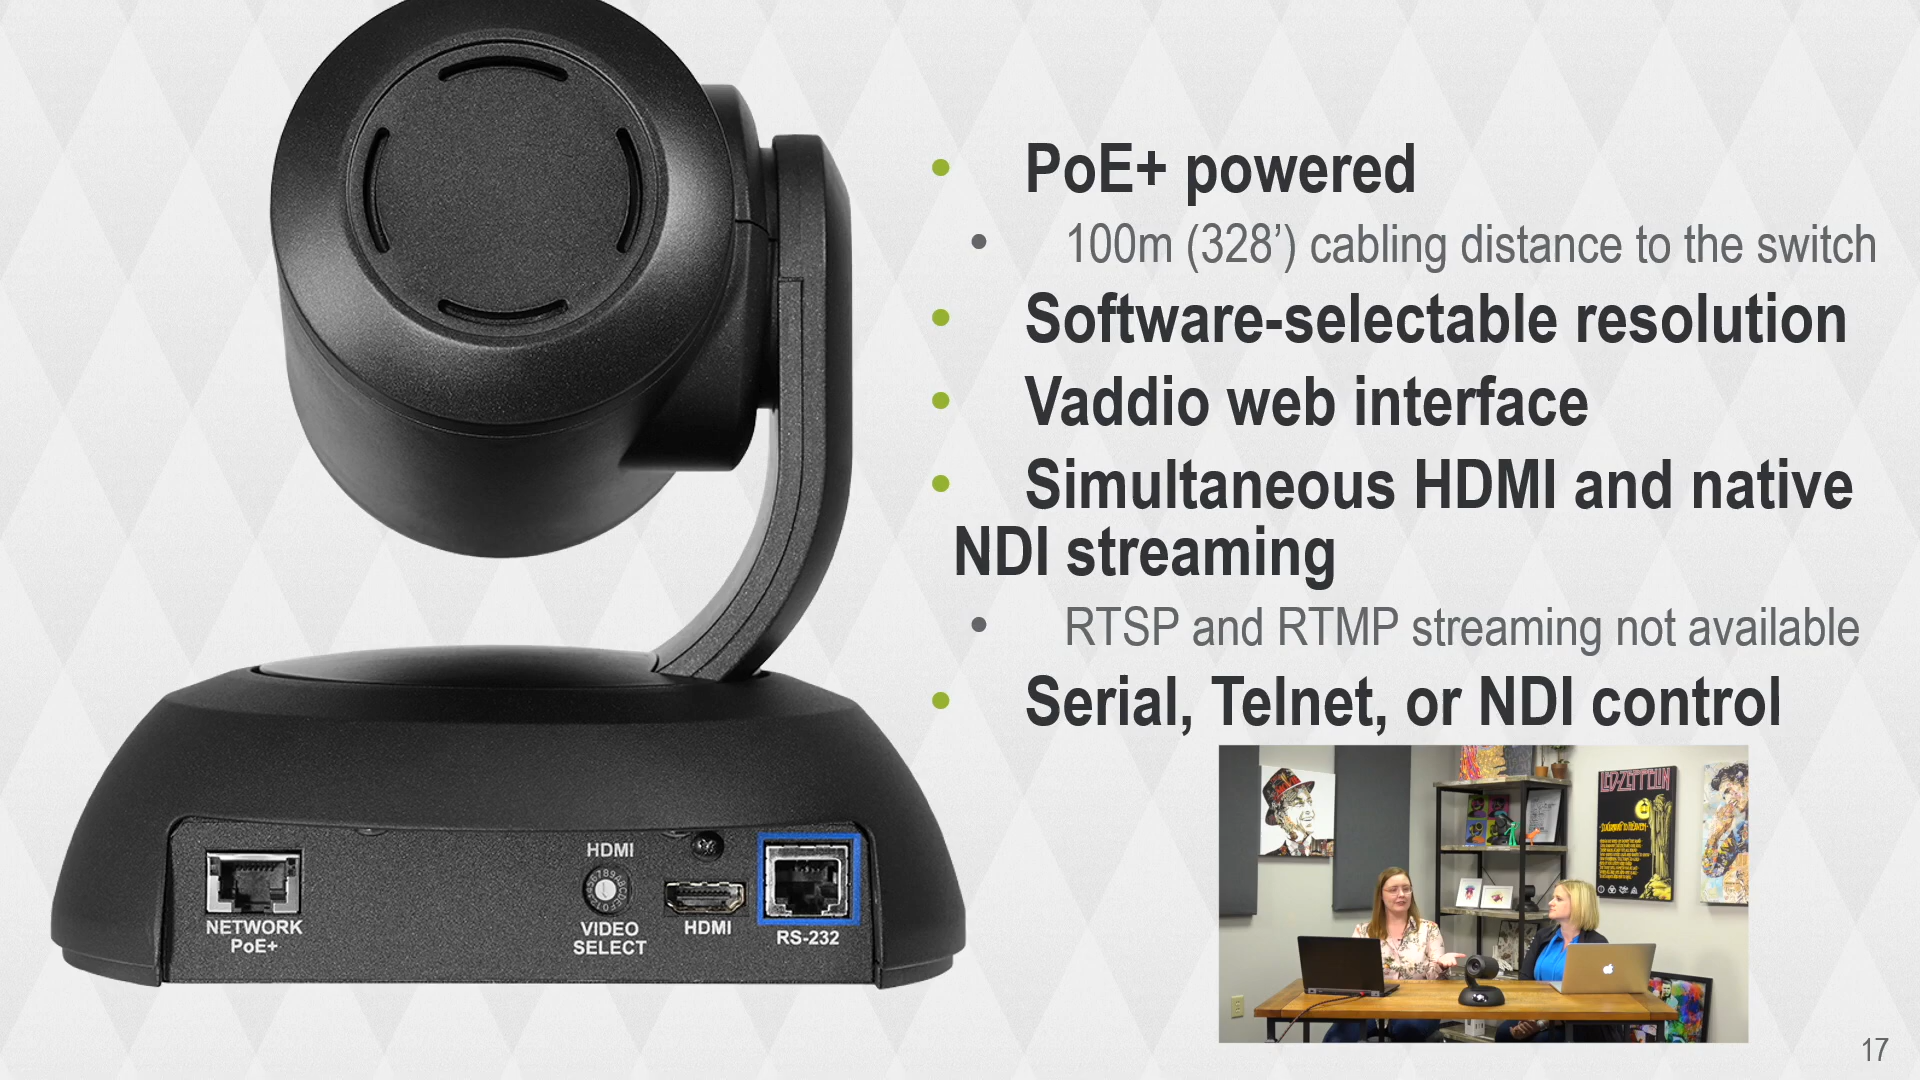 PoE+ powered
100m (328’) cabling distance to the switch
Software-selectable resolution
Vaddio web interface
Simultaneous HDMI and native
NDI streaming
RTSP and RTMP streaming not available
Serial, Telnet, or NDI control
HDMI
NETWORK
PoE+
VIDEO
SELECT
HDMI
RS-232
LED-ZEPPELIN
17